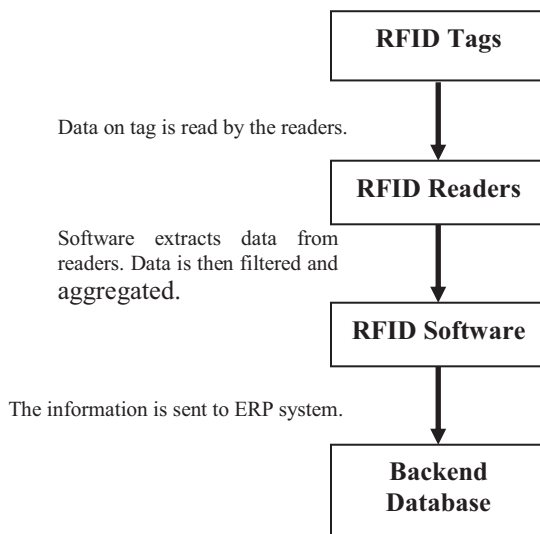 RFID Tags
Data on tag is read by the readers.
RFID Readers
Software extracts data from
readers. Data is then filtered and
aggregated.
RFID Software
The information is sent to ERP system.
Backend
Database